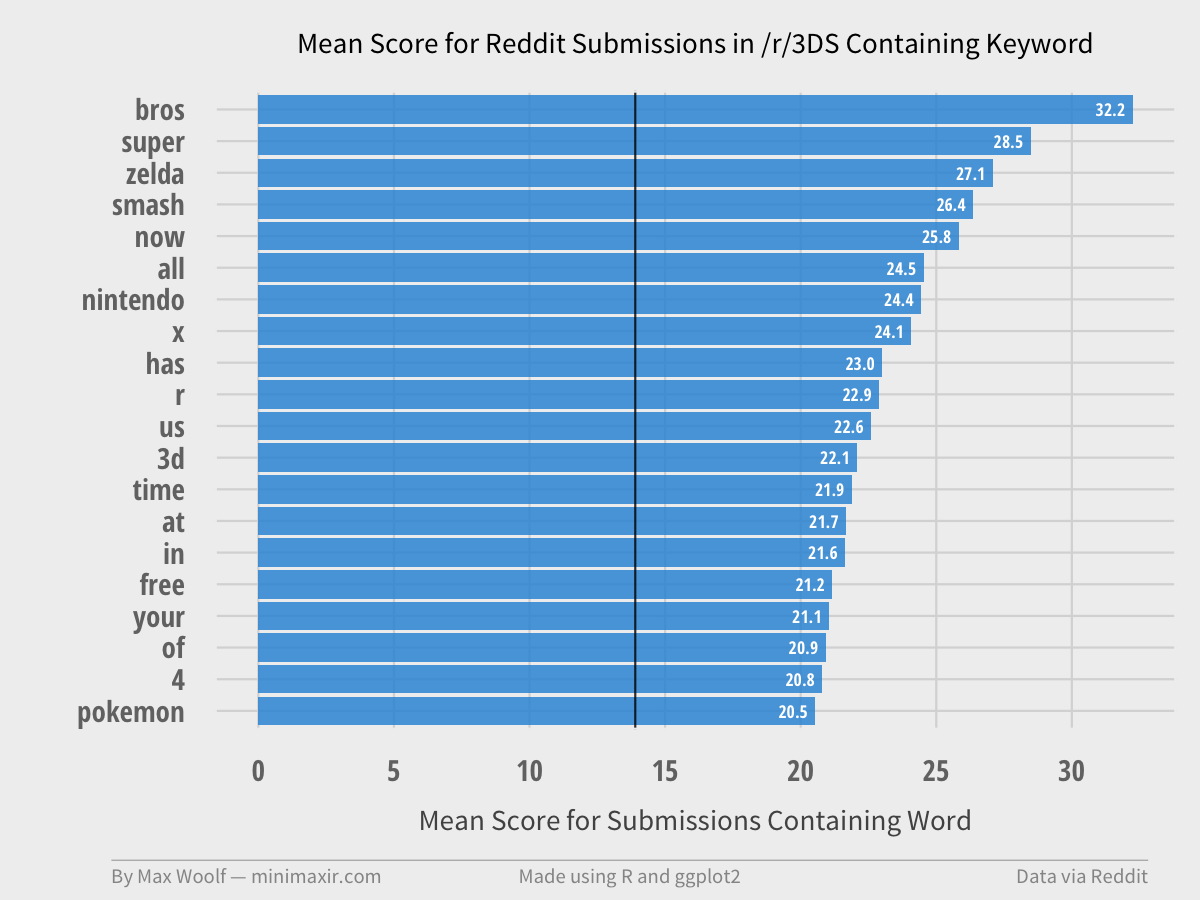 Mean Score for Reddit Submissions in /r/3DS Containing Keyword
bros 32.2
super 28.5
zelda 27.1
smash 26.4
now 25.8
all 24.5
nintendo 24.4
x 24.1
has 23.0
r 22.9
us 22.6
3d 22.1
time 21.9
at 21.7
in 21.6
free 21.2
your 21.1
of 20.9
4 20.8
pokemon 20.5
0 5 10 15 20 25 30
Mean Score for Submissions Containing Word
By Max Woolf — minimaxir.com Made using R and ggplot2 Data via Reddit